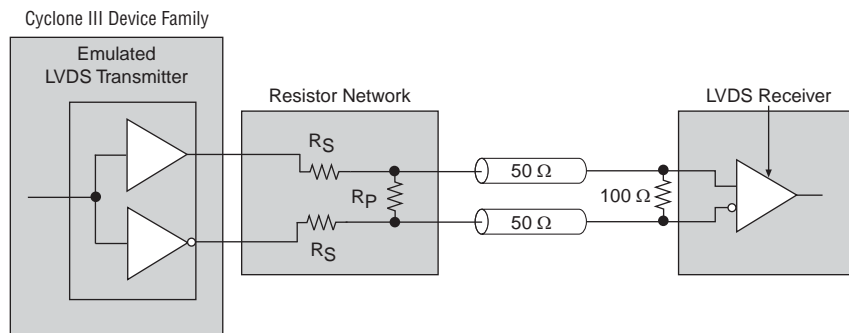 Cyclone III Device Family
Emulated
LVDS Transmitter
Resistor Network
LVDS Receiver
RS
50 Ω
RP
100 Ω
RS
50 Ω